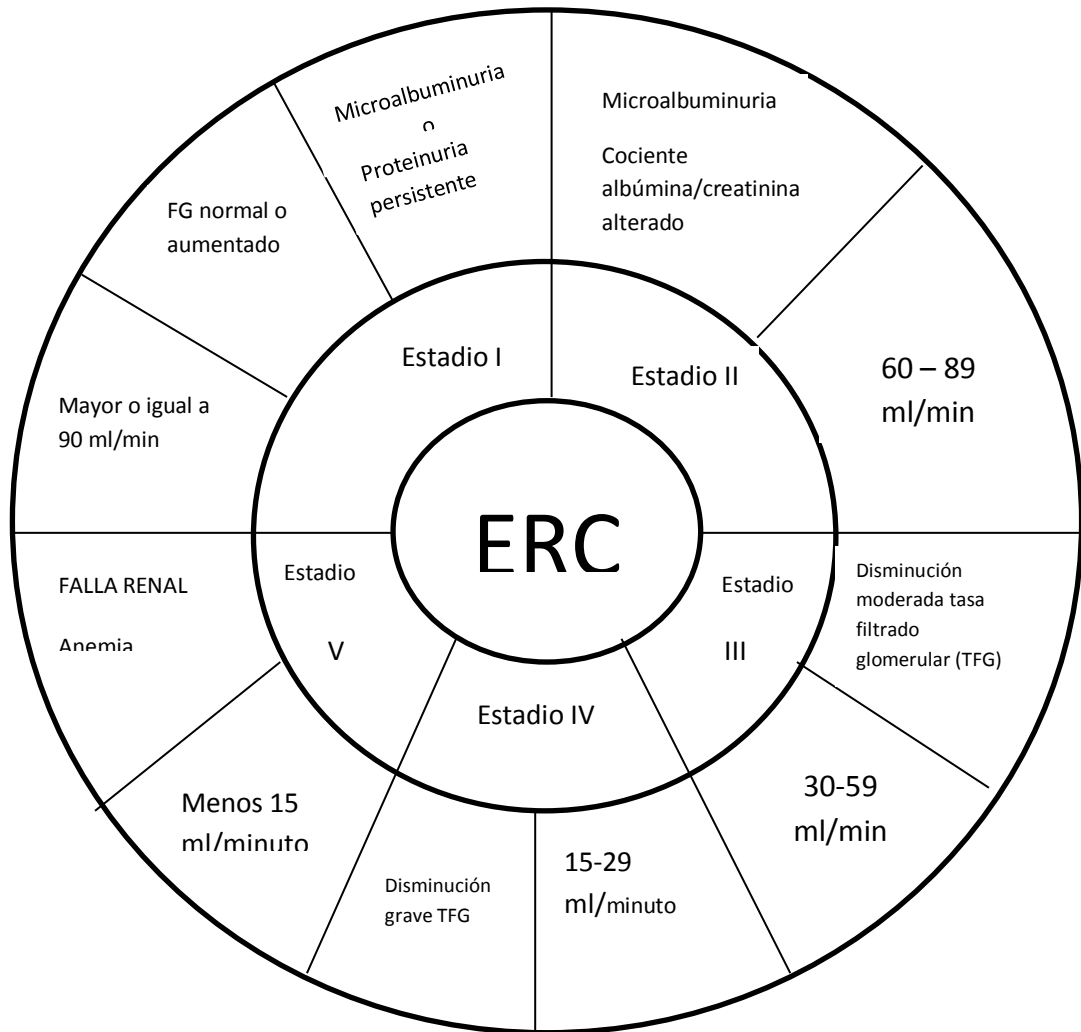 Microalbuminuria
o
Proteinuria
persistente
Microalbuminuria
Cociente
albúmina/creatinina
alterado
FG normal o
aumentado
Mayor o igual a
90 ml/min
Estadio I
Estadio II
60 – 89
ml/min
ERC
FALLA RENAL
Anemia
Estadio
V
Estadio
III
Disminución
moderada tasa
filtrado
glomerular (TFG)
Estadio IV
Menos 15
ml/minuto
30-59
ml/min
Disminución
grave TFG
15-29
ml/minuto